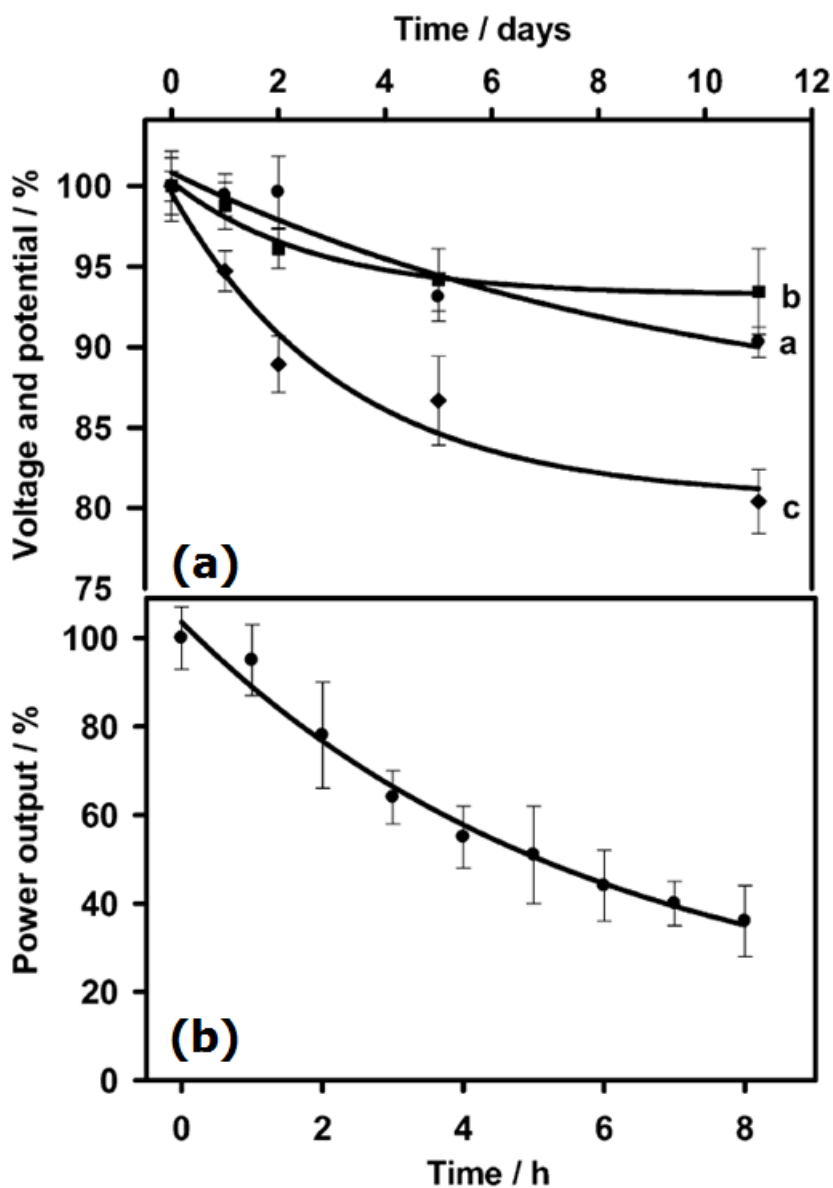 Time / days
0 2 4 6 8 10 12
Voltage and potential / %
100
95
90
85
80
75
b
a
c
(a)
Power output / %
100
80
60
40
20
0
(b)
0 2 4 6 8
Time / h